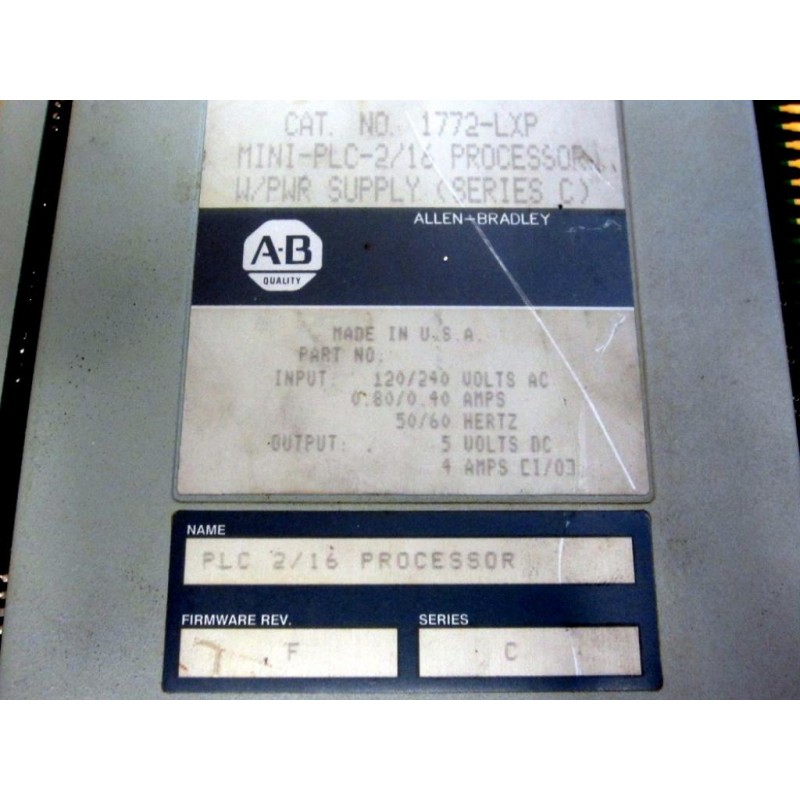 CAT. NO. 1772-LXP
MINI-PLC-2/16 PROCESSOR
W/PWR SUPPLY (SERIES C)
ALLEN-BRADLEY
A-B
QUALITY
MADE IN U.S.A.
PART NO.
INPUT: 120/240 VOLTS AC
0.80/0.40 AMPS
50/60 HERTZ
OUTPUT: 5 VOLTS DC
4 AMPS [I/O]
NAME
PLC 2/16 PROCESSOR
FIRMWARE REV. SERIES
F C